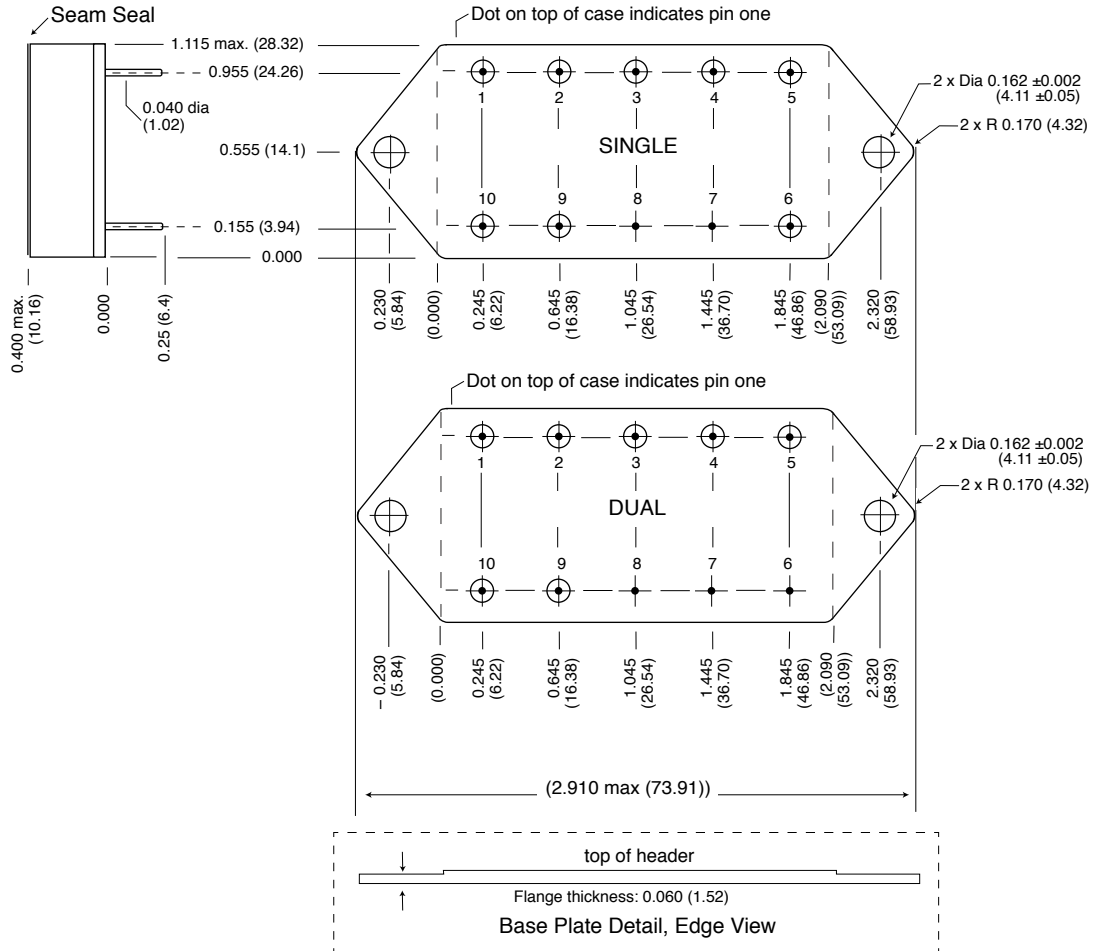 Seam Seal
Dot on top of case indicates pin one
1.115 max. (28.32)
0.955 (24.26)
0.040 dia
(1.02)
0.555 (14.1)
0.155 (3.94)
0.000
0.400 max.
(10.16)
0.000
0.25 (6.4)
1 2 3 4 5
SINGLE
10 9 8 7 6
2 x Dia 0.162 ±0.002
(4.11 ±0.05)
2 x R 0.170 (4.32)
0.230
(5.84)
(0.000)
0.245
(6.22)
0.645
(16.38)
1.045
(26.54)
1.445
(36.70)
1.845
(46.86)
(2.090
(53.09))
2.320
(58.93)
Dot on top of case indicates pin one
1 2 3 4 5
DUAL
10 9 8 7 6
2 x Dia 0.162 ±0.002
(4.11 ±0.05)
2 x R 0.170 (4.32)
0.230
(5.84)
(0.000)
0.245
(6.22)
0.645
(16.38)
1.045
(26.54)
1.445
(36.70)
1.845
(46.86)
(2.090
(53.09))
2.320
(58.93)
(2.910 max (73.91))
top of header
Flange thickness: 0.060 (1.52)
Base Plate Detail, Edge View